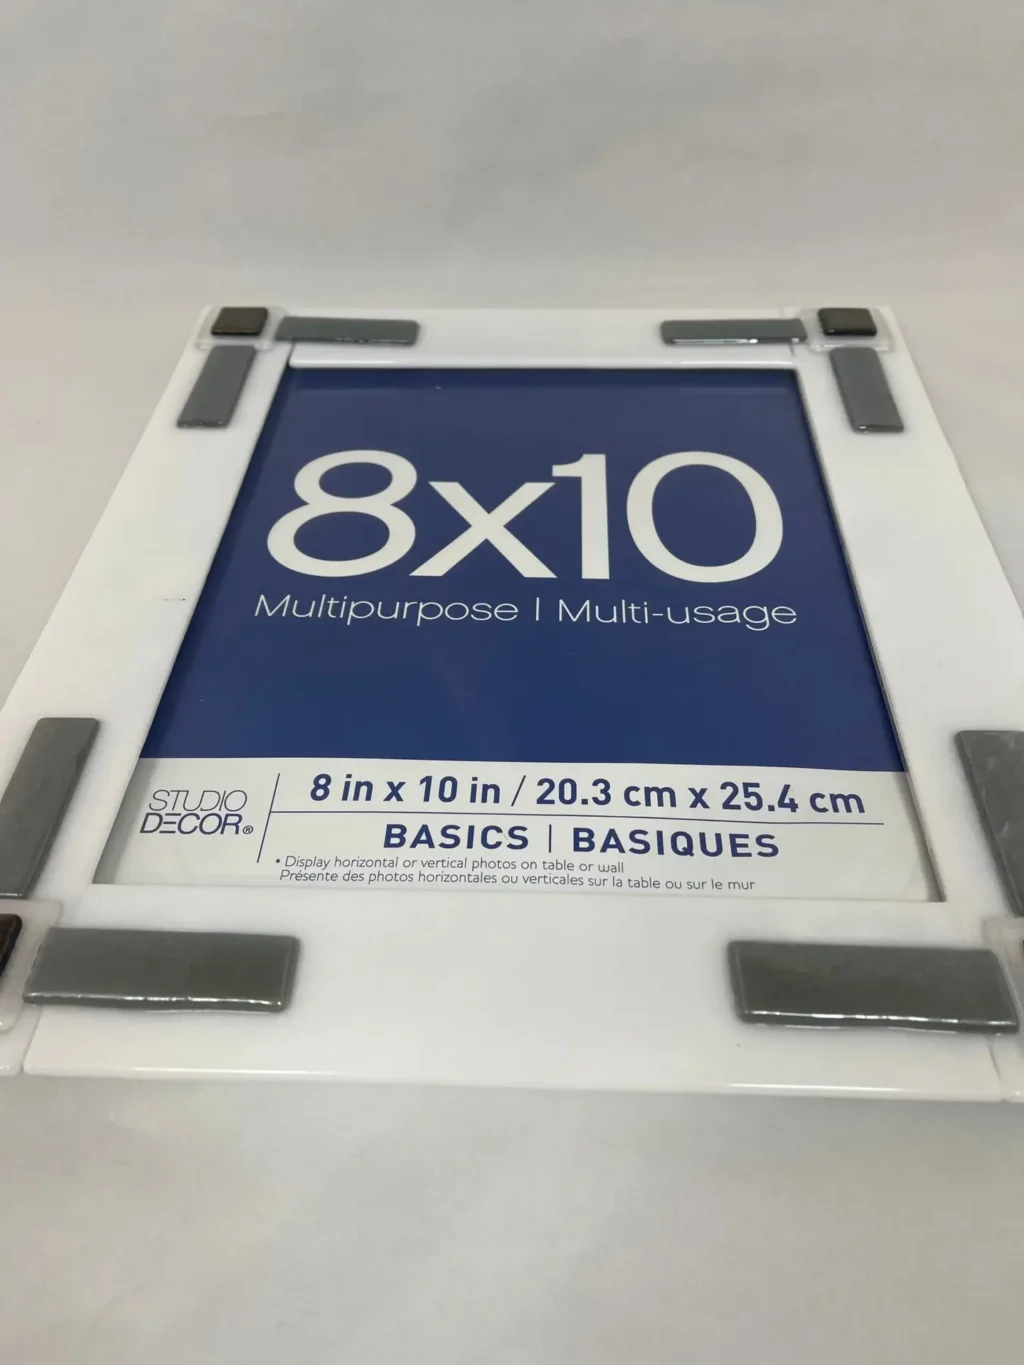 8x10
Multipurpose | Multi-usage
STUDIO
DECOR®
8 in x 10 in / 20.3 cm x 25.4 cm
BASICS | BASIQUES
• Display horizontal or vertical photos on table or wall
Présente des photos horizontales ou verticales sur la table ou sur le mur